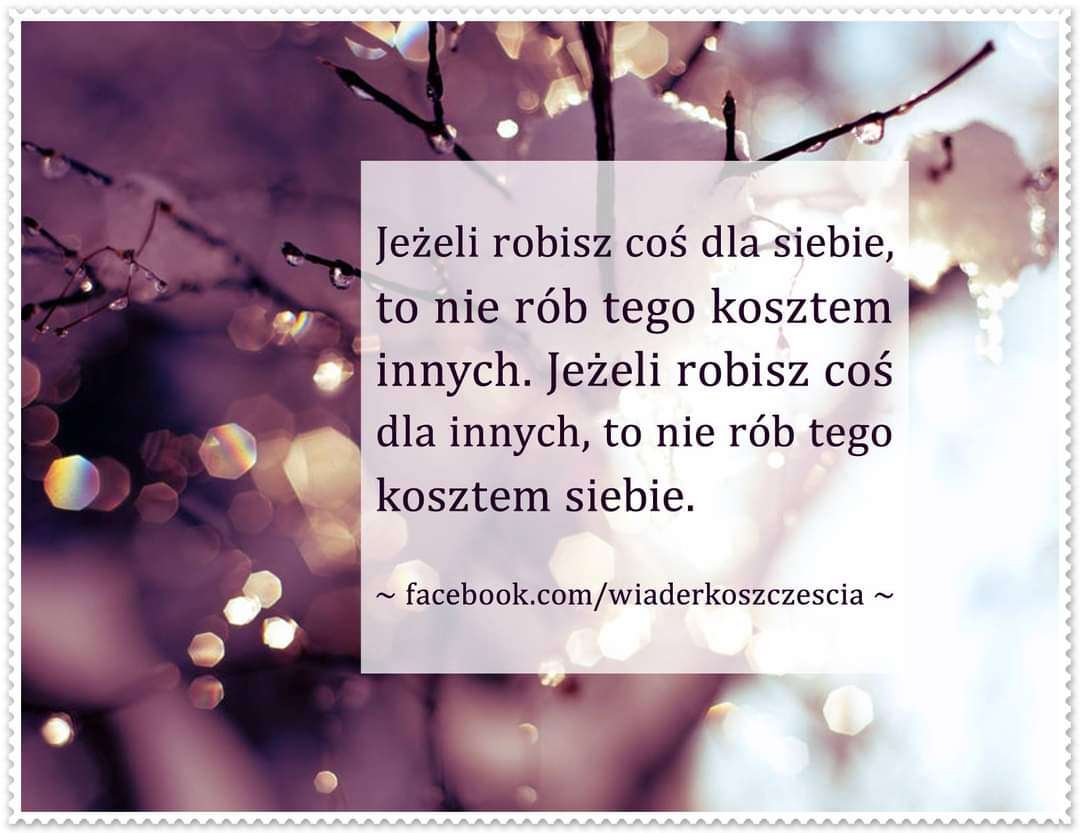 Jeżeli robisz coś dla siebie,
to nie rób tego kosztem
innych. Jeżeli robisz coś
dla innych, to nie rób tego
kosztem siebie.
~ facebook.com/wiaderkoszczescia ~